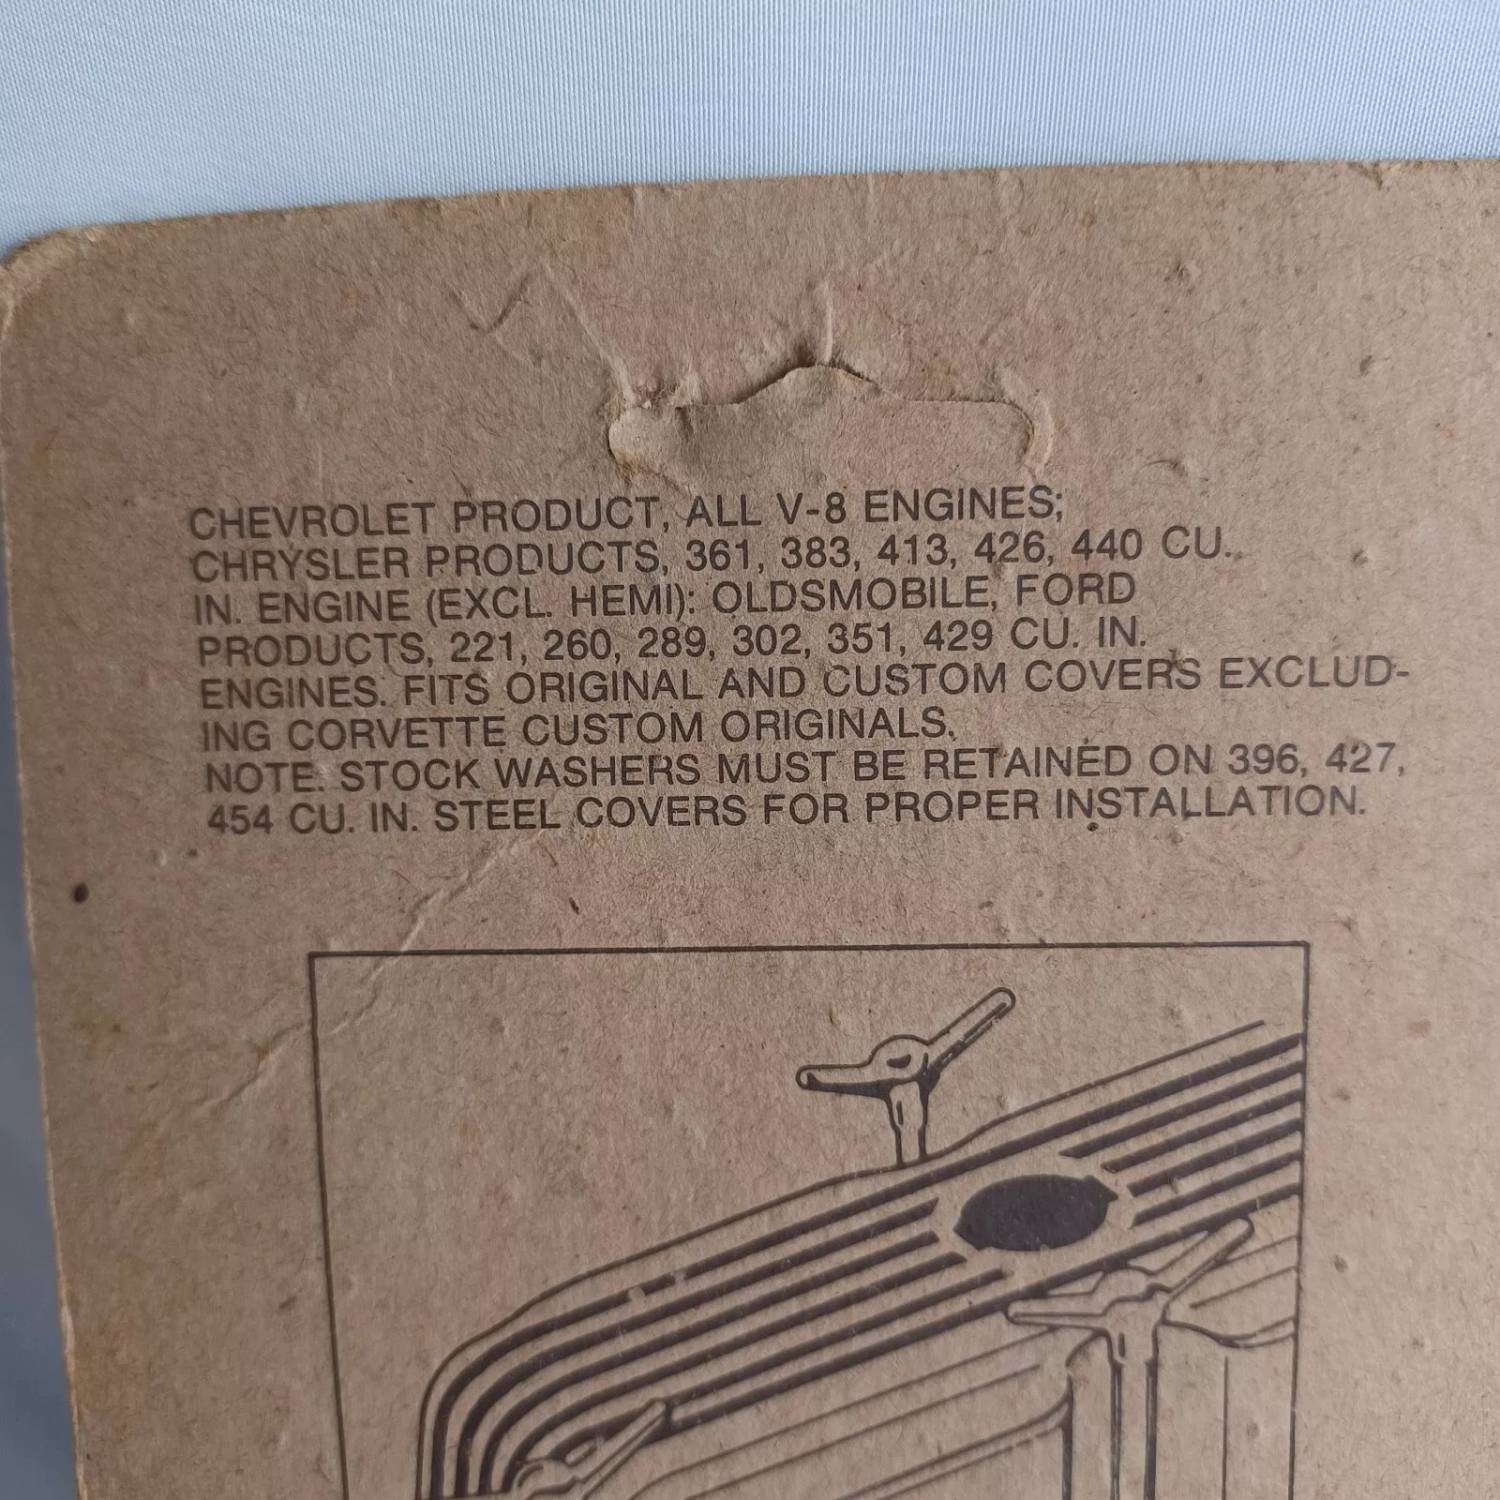 CHEVROLET PRODUCT, ALL V-8 ENGINES;
CHRYSLER PRODUCTS, 361, 383, 413, 426, 440 CU.
IN. ENGINE (EXCL. HEMI): OLDSMOBILE, FORD
PRODUCTS, 221, 260, 289, 302, 351, 429 CU. IN.
ENGINES. FITS ORIGINAL AND CUSTOM COVERS EXCLUD-
ING CORVETTE CUSTOM ORIGINALS.
NOTE: STOCK WASHERS MUST BE RETAINED ON 396, 427,
454 CU. IN. STEEL COVERS FOR PROPER INSTALLATION.